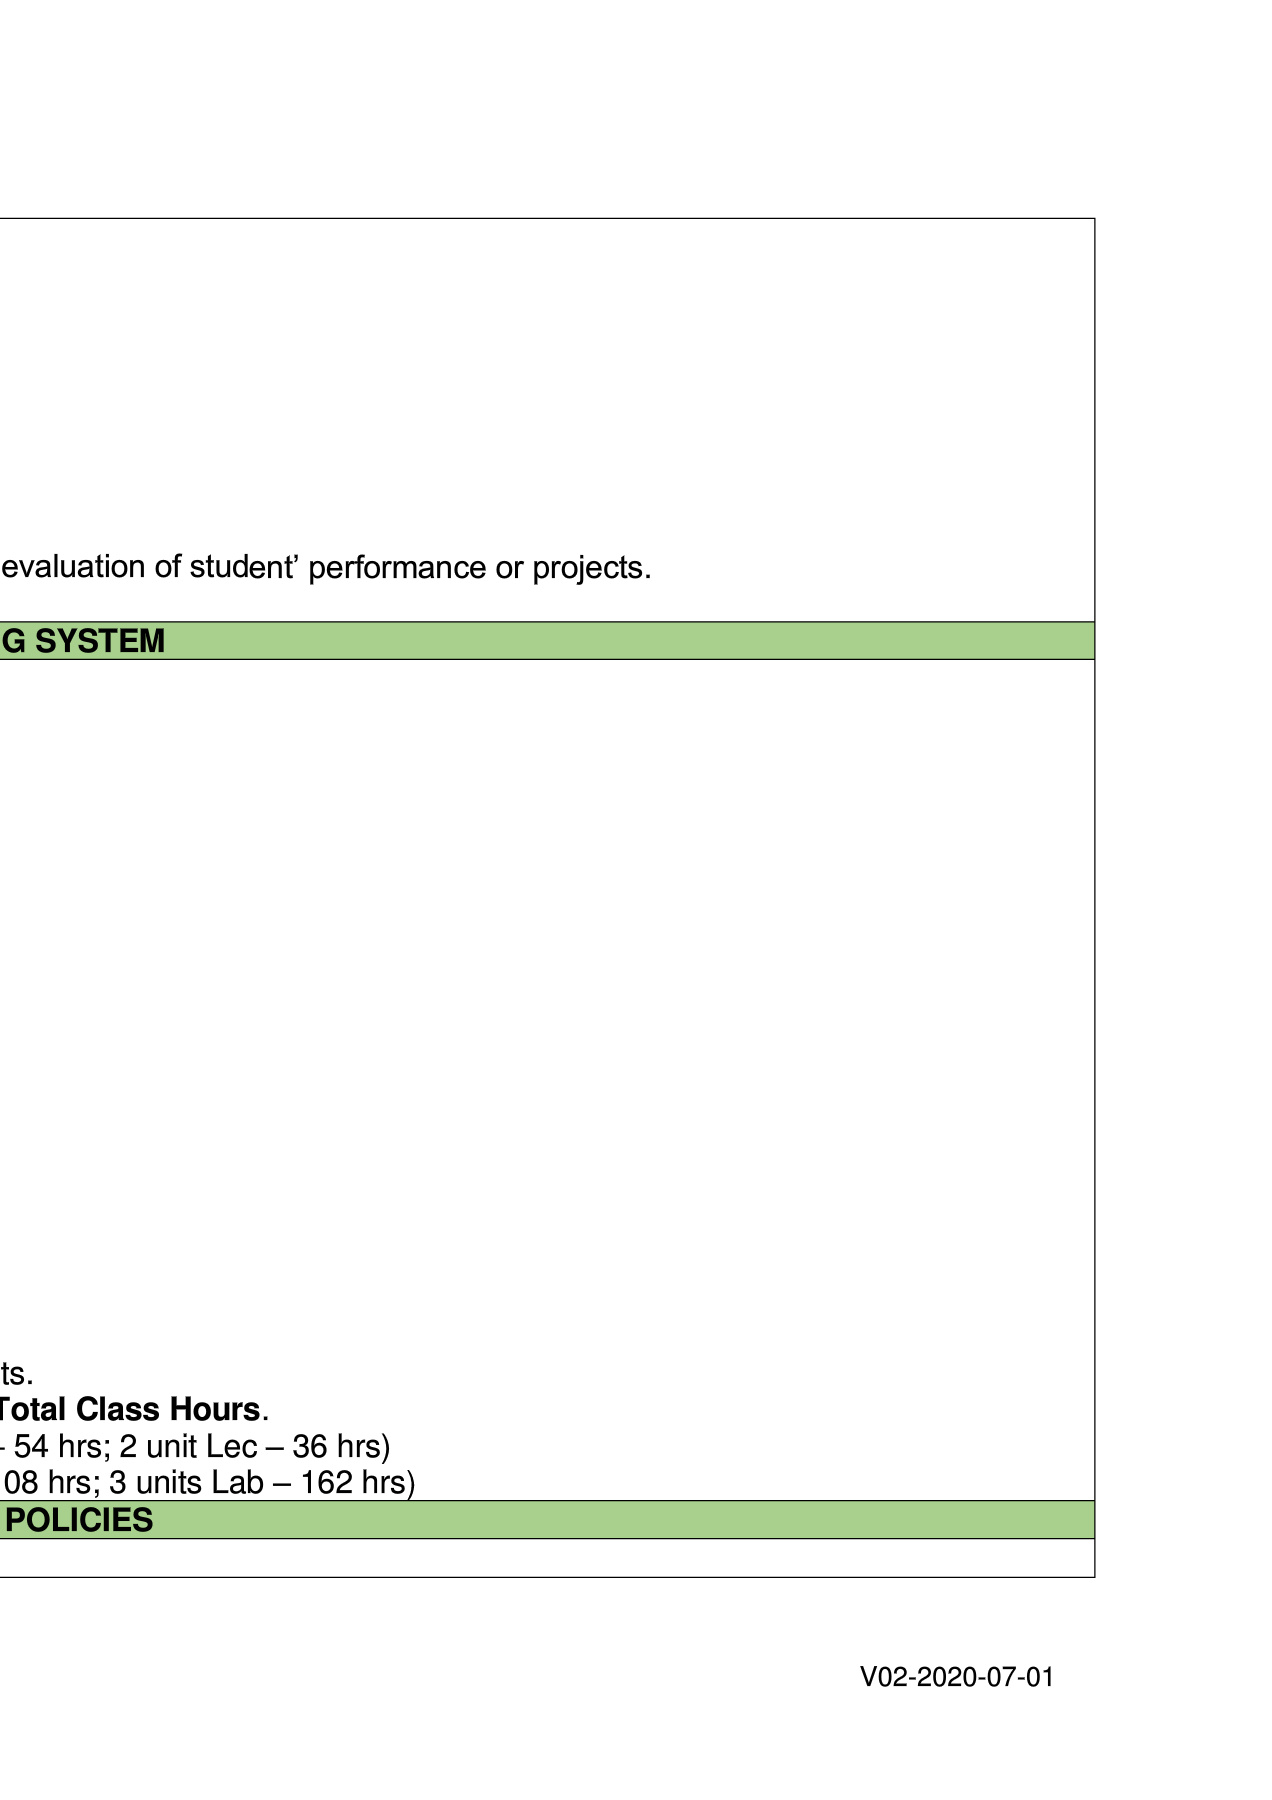 evaluation of student’ performance or projects.
G SYSTEM
ts.
Total Class Hours.
– 54 hrs; 2 unit Lec – 36 hrs)
08 hrs; 3 units Lab – 162 hrs)
POLICIES
V02-2020-07-01